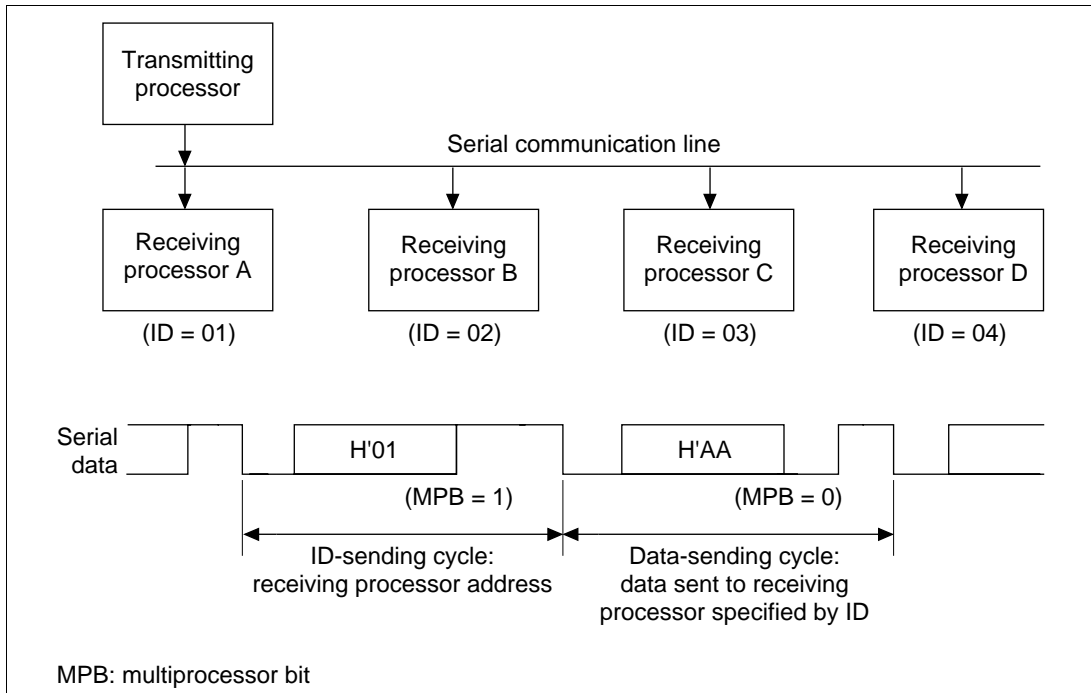 Transmitting
processor
Serial communication line
Receiving
processor A
Receiving
processor B
Receiving
processor C
Receiving
processor D
(ID = 01)
(ID = 02)
(ID = 03)
(ID = 04)
Serial
data
H'01
H'AA
(MPB = 1)
(MPB = 0)
ID-sending cycle:
receiving processor address
Data-sending cycle:
data sent to receiving
processor specified by ID
MPB: multiprocessor bit